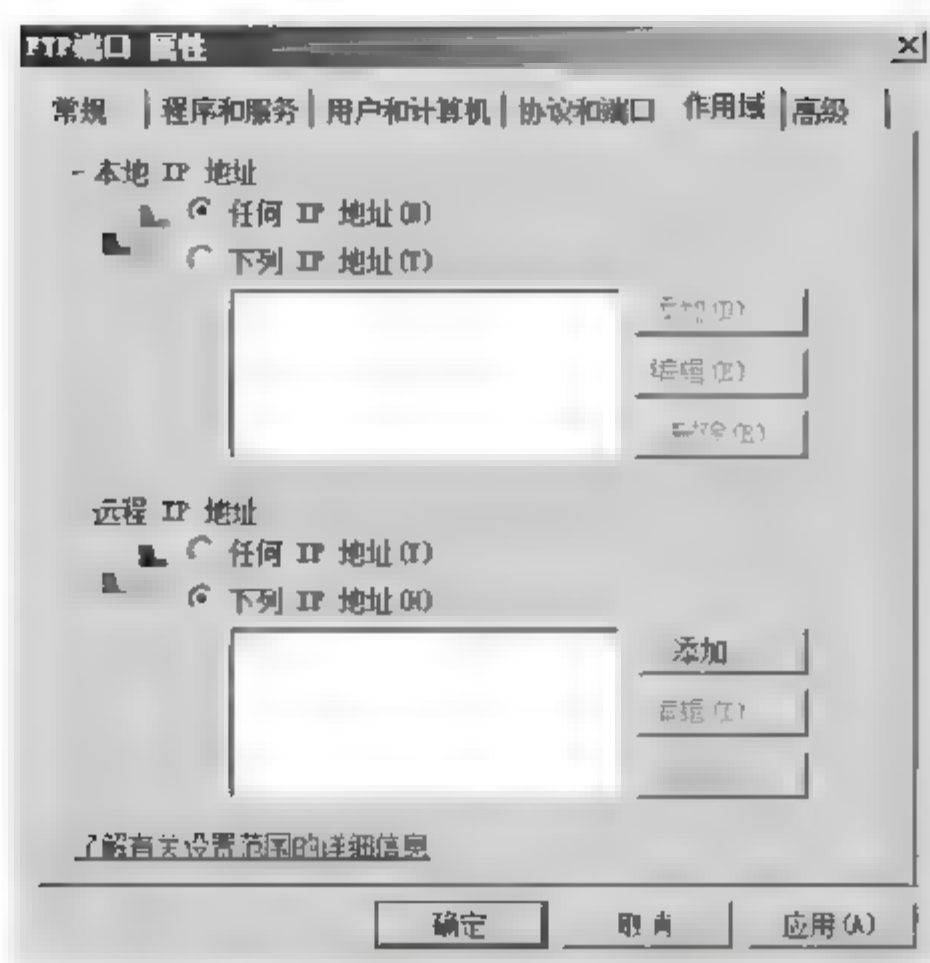 FTP端口 属性
常规 程序和服务 用户和计算机 协议和端口 作用域 高级
本地 IP 地址
任何 IP 地址(N)
下列 IP 地址(T)
编辑(E)
远程 IP 地址
任何 IP 地址(Y)
下列 IP 地址(H)
添加
了解有关设置范围的详细信息
确定 取消 应用(A)